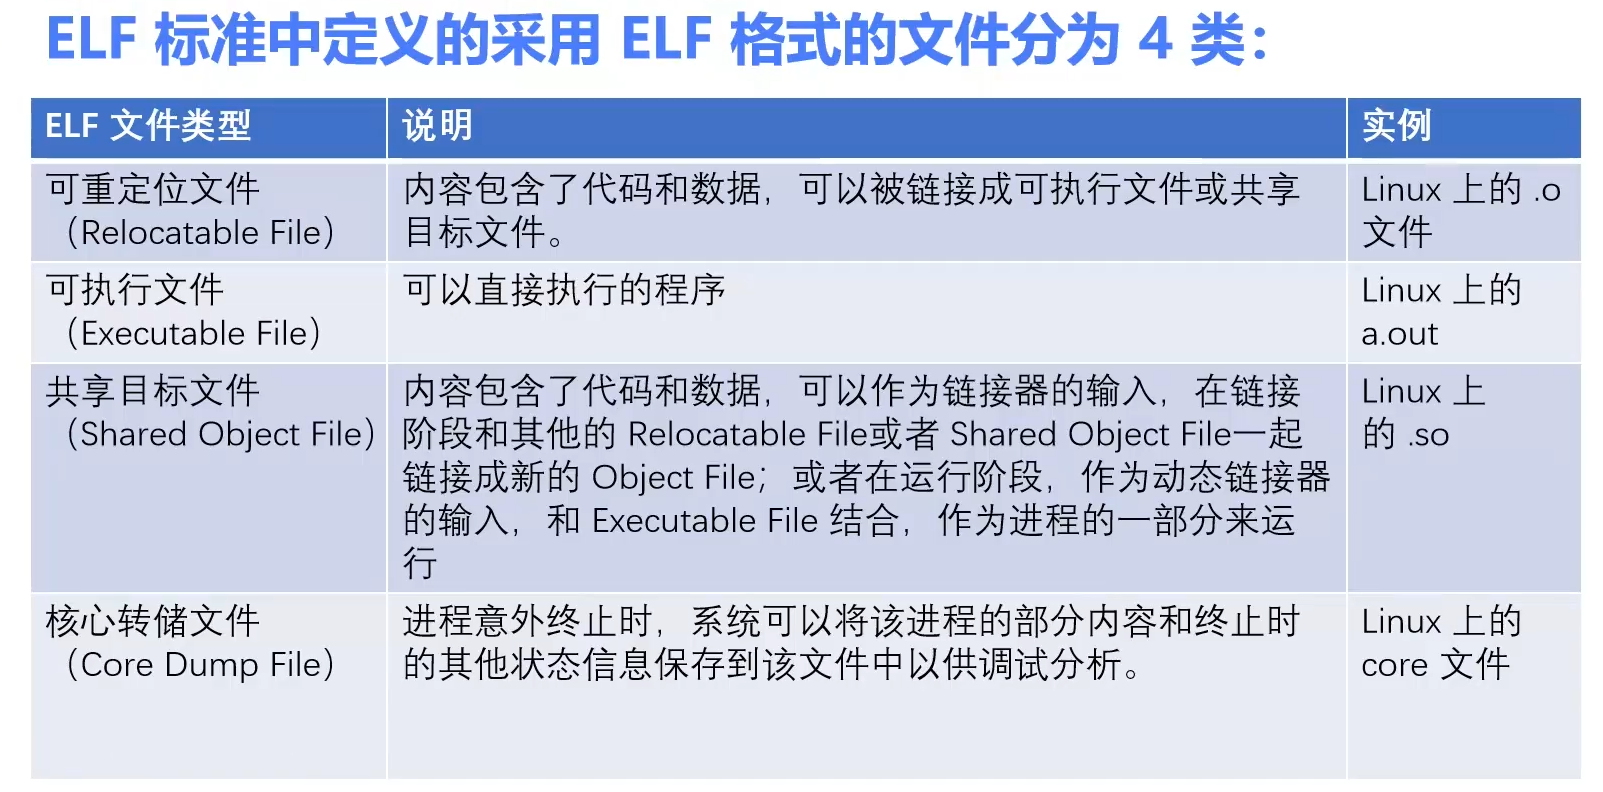 ELF 标准中定义的采用 ELF 格式的文件分为 4 类：
ELF 文件类型
说明
实例
可重定位文件
（Relocatable File）
内容包含了代码和数据，可以被链接成可执行文件或共享
目标文件。
Linux 上的 .o
文件
可执行文件
（Executable File）
可以直接执行的程序
Linux 上的
a.out
共享目标文件
（Shared Object File）
内容包含了代码和数据，可以作为链接器的输入，在链接
阶段和其他的 Relocatable File或者 Shared Object File一起
链接成新的 Object File；或者在运行阶段，作为动态链接器
的输入，和 Executable File 结合，作为进程的一部分来运
行
Linux 上
的 .so
核心转储文件
（Core Dump File）
进程意外终止时，系统可以将该进程的部分内容和终止时
的其他状态信息保存到该文件中以供调试分析。
Linux 上的
core 文件